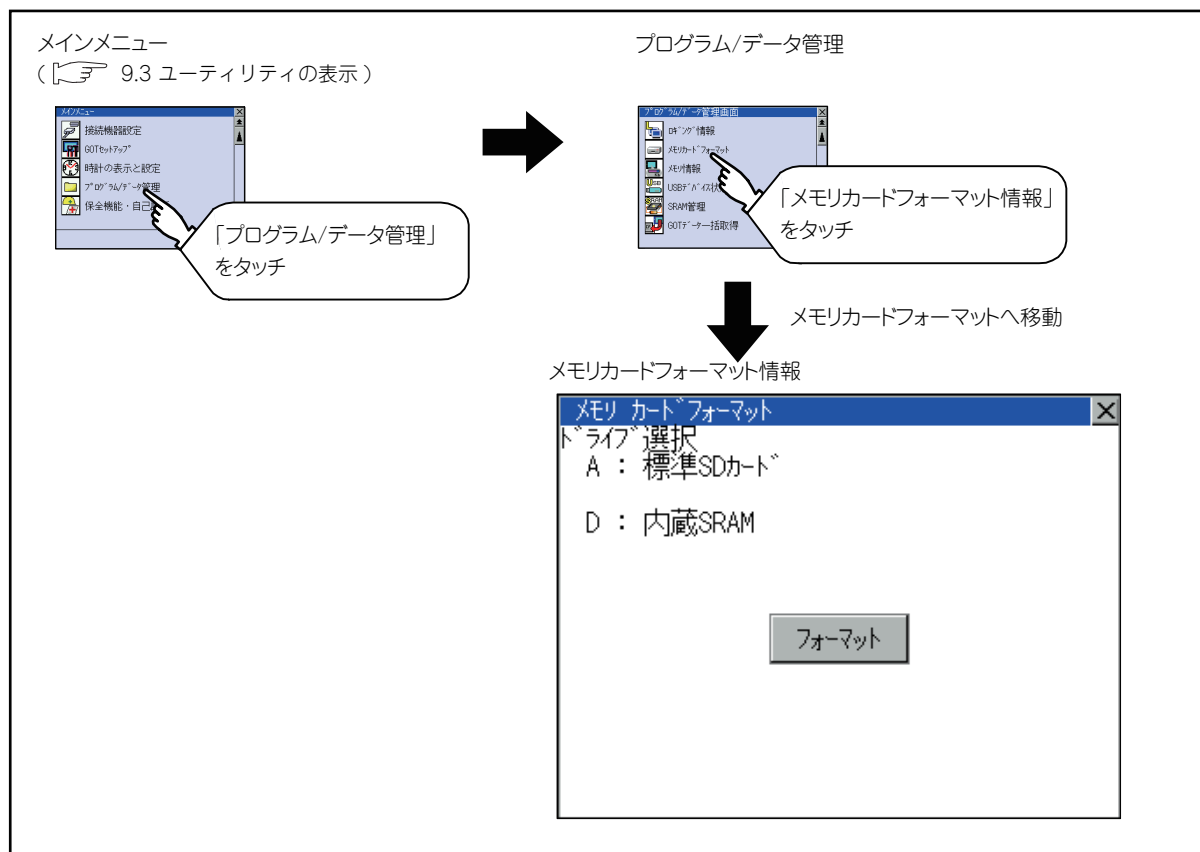 メインメニュー
( 9.3 ユーティリティの表示 )
メインメニュー
接続機器設定
GOTセットアップ
時計の表示と設定
プログラム/データ管理
保全機能・自己
「プログラム/データ管理」
をタッチ
プログラム/データ管理
プログラム/データ管理画面
ロギング情報
メモリカードフォーマット
メモリ情報
USBデバイス状
SRAM管理
GOTデータ一括取得
「メモリカードフォーマット情報」
をタッチ
メモリカードフォーマットへ移動
メモリカードフォーマット情報
メモリ カードフォーマット
ドライブ選択
A : 標準SDカード
D : 内蔵SRAM
フォーマット